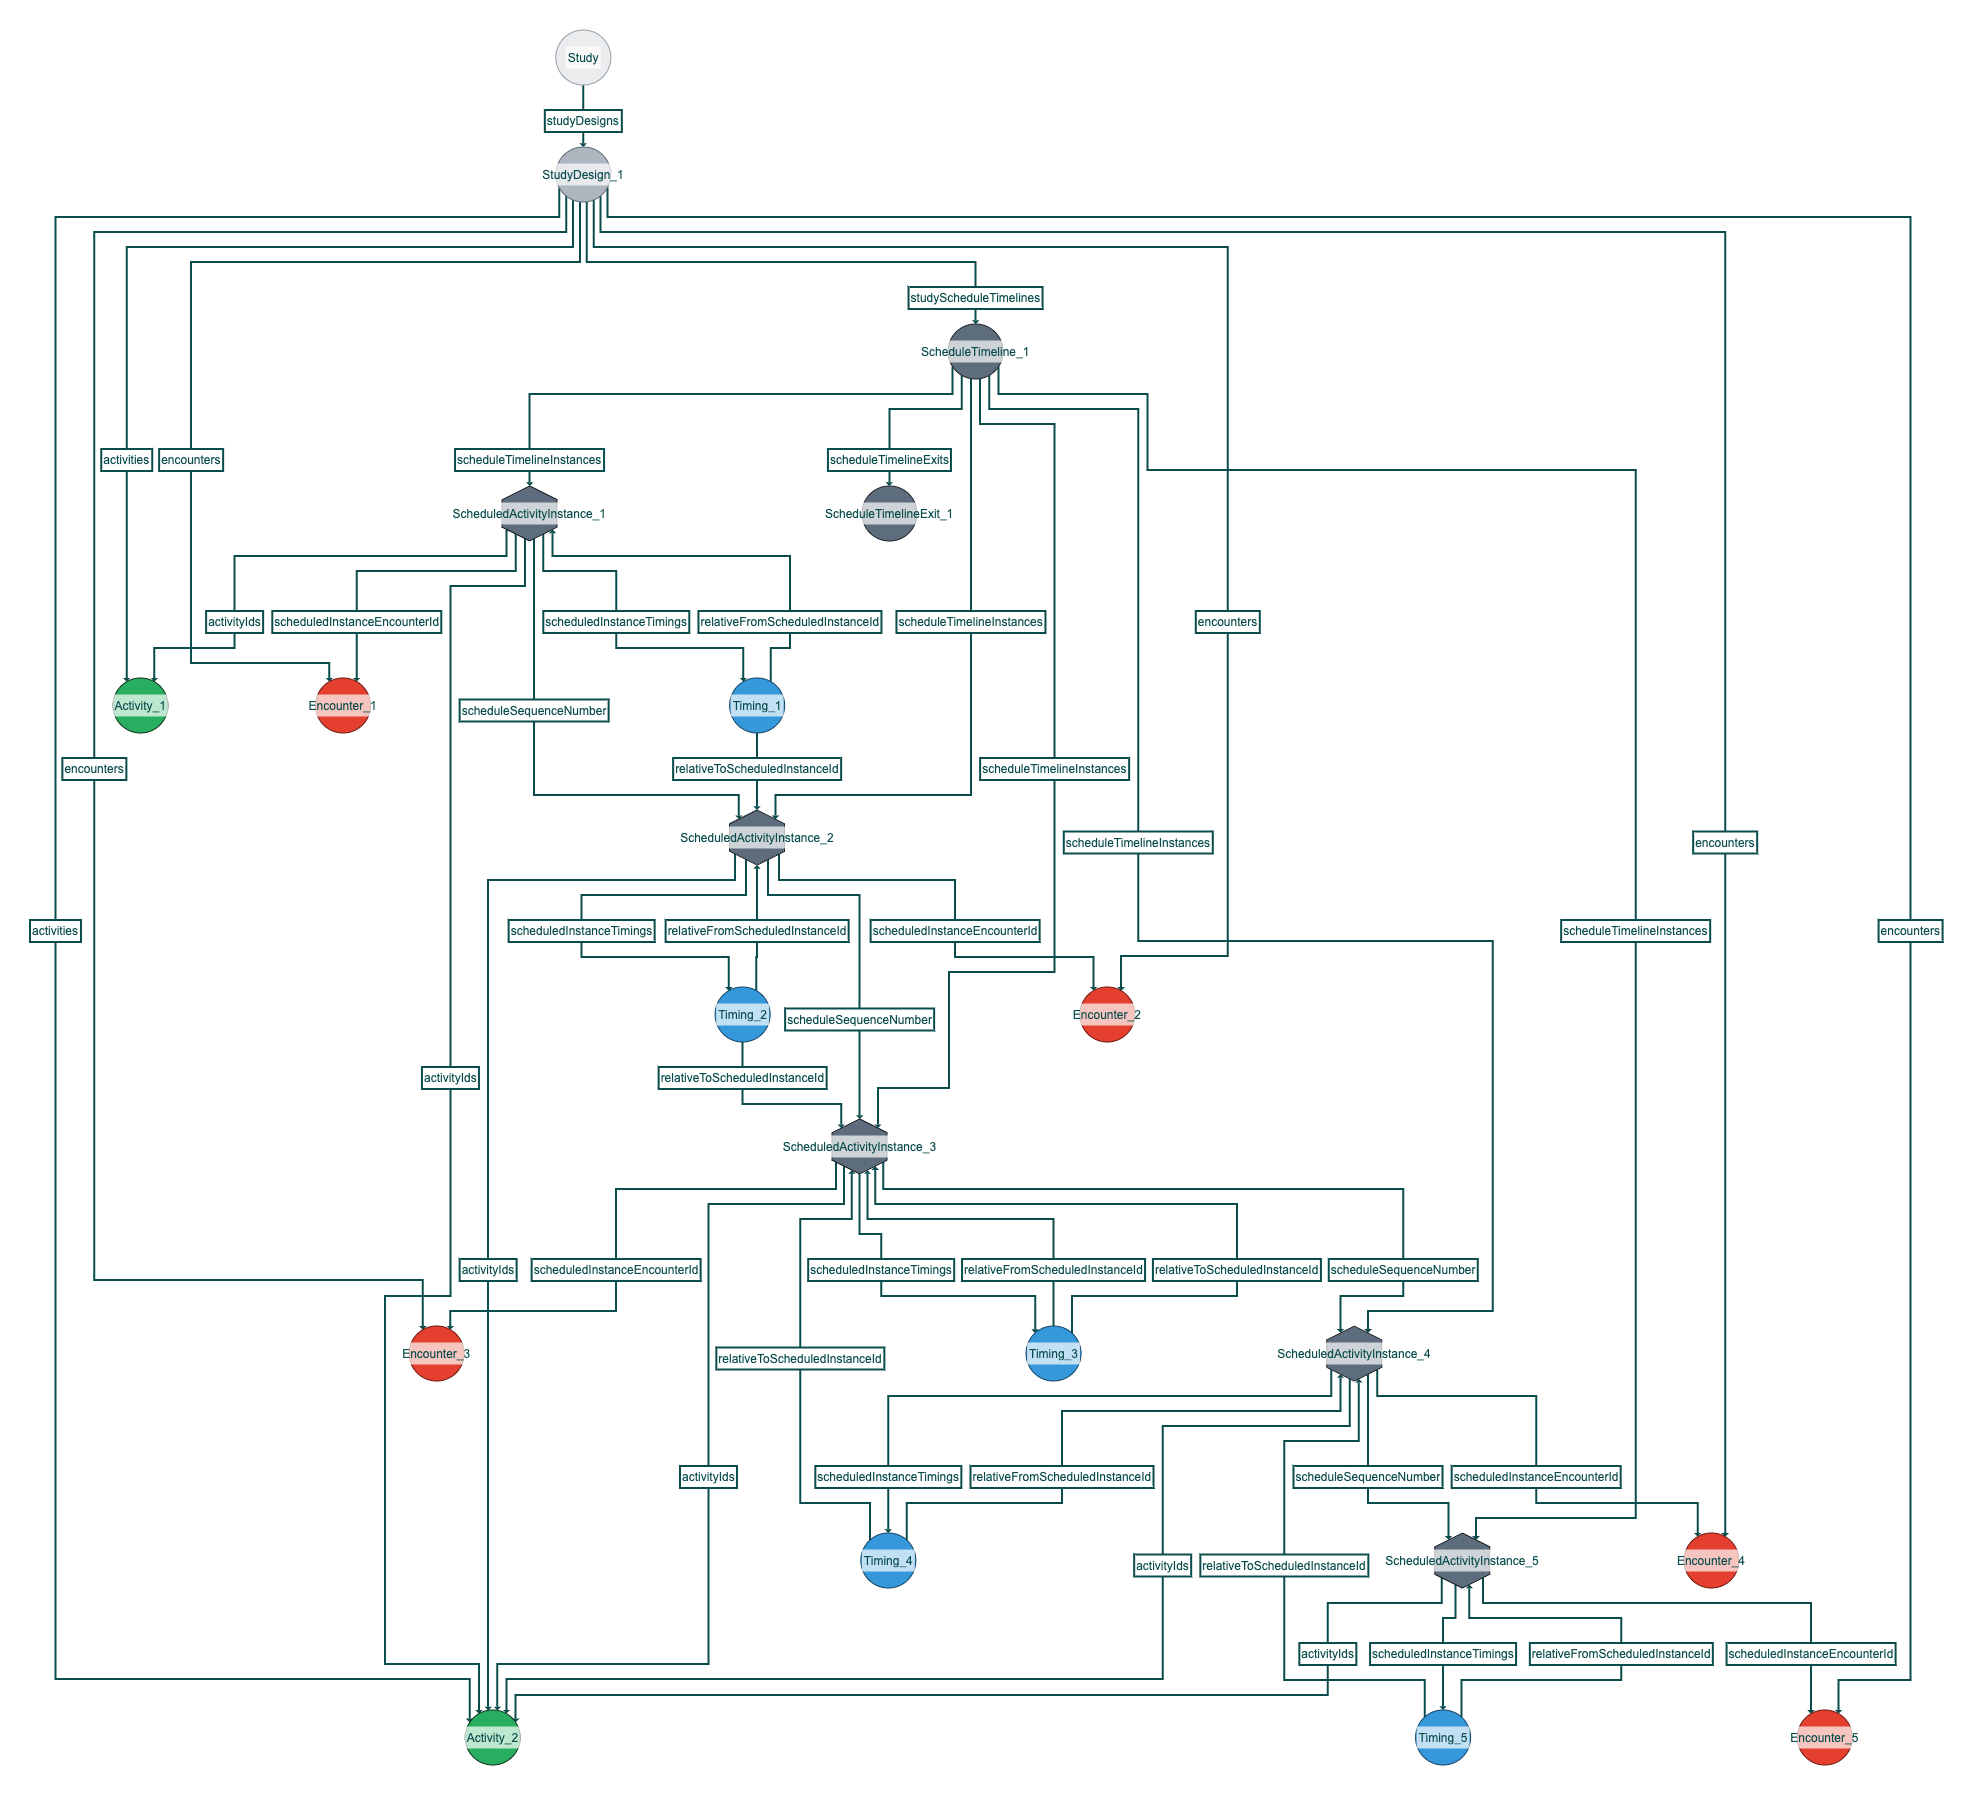 Study
studyDesigns
StudyDesign_1
studyScheduleTimelines
ScheduleTimeline_1
activities
encounters
scheduleTimelineInstances
scheduleTimelineExits
ScheduledActivityInstance_1
ScheduleTimelineExit_1
activityIds
scheduledInstanceEncounterId
scheduledInstanceTimings
relativeFromScheduledInstanceId
scheduleTimelineInstances
encounters
Activity_1
Encounter_1
scheduleSequenceNumber
Timing_1
encounters
relativeToScheduledInstanceId
scheduleTimelineInstances
ScheduledActivityInstance_2
scheduleTimelineInstances
encounters
activities
scheduledInstanceTimings
relativeFromScheduledInstanceId
scheduledInstanceEncounterId
scheduleTimelineInstances
encounters
Timing_2
scheduleSequenceNumber
Encounter_2
activityIds
relativeToScheduledInstanceId
ScheduledActivityInstance_3
activityIds
scheduledInstanceEncounterId
scheduledInstanceTimings
relativeFromScheduledInstanceId
relativeToScheduledInstanceId
scheduleSequenceNumber
Encounter_3
relativeToScheduledInstanceId
Timing_3
ScheduledActivityInstance_4
activityIds
scheduledInstanceTimings
relativeFromScheduledInstanceId
scheduleSequenceNumber
scheduledInstanceEncounterId
Timing_4
activityIds
relativeToScheduledInstanceId
ScheduledActivityInstance_5
Encounter_4
activityIds
scheduledInstanceTimings
relativeFromScheduledInstanceId
scheduledInstanceEncounterId
Activity_2
Timing_5
Encounter_5